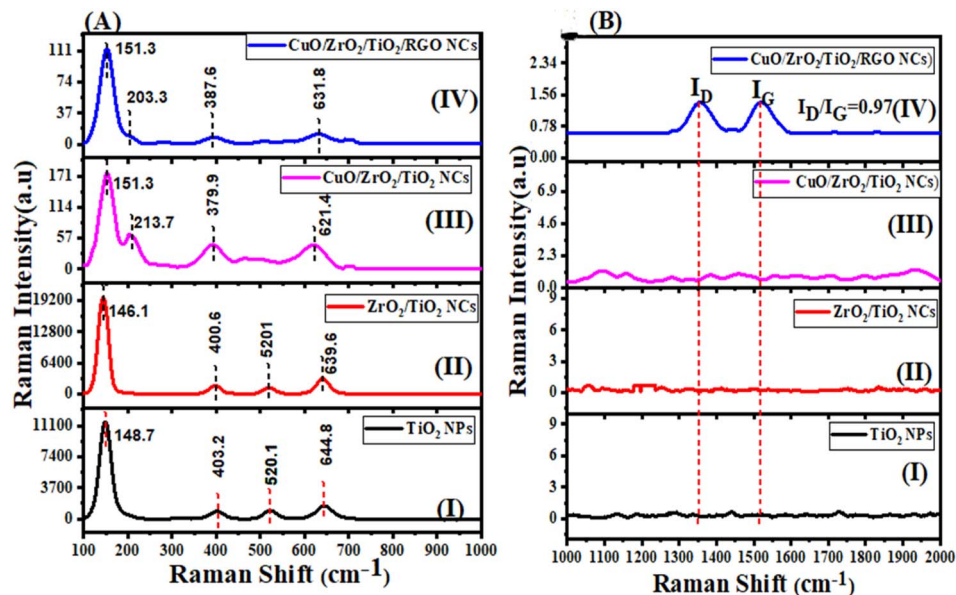 (A)
Raman Intensity(a.u)
111
74
37
0
151.3
203.3
387.6
631.8
CuO/ZrO2/TiO2/RGO NCs
(IV)
171
114
57
0
151.3
213.7
379.9
621.4
CuO/ZrO2/TiO2 NCs
(III)
19200
12800
6400
0
146.1
400.6
5201
639.6
ZrO2/TiO2 NCs
(II)
11100
7400
3700
0
148.7
403.2
520.1
644.8
TiO2 NPs
(I)
100 200 300 400 500 600 700 800 900 1000
Raman Shift (cm-1)
(B)
Raman Intensity(a.u)
2.34
1.56
0.78
0.00
CuO/ZrO2/TiO2/RGO NCs)
ID
IG
ID/IG=0.97(IV)
6.9
4.6
2.3
0
CuO/ZrO2/TiO2 NCs)
(III)
9
6
3
0
ZrO2/TiO2 NCs
(II)
9
6
3
0
TiO2 NPs
(I)
1000 1100 1200 1300 1400 1500 1600 1700 1800 1900 2000
Raman Shift (cm-1)